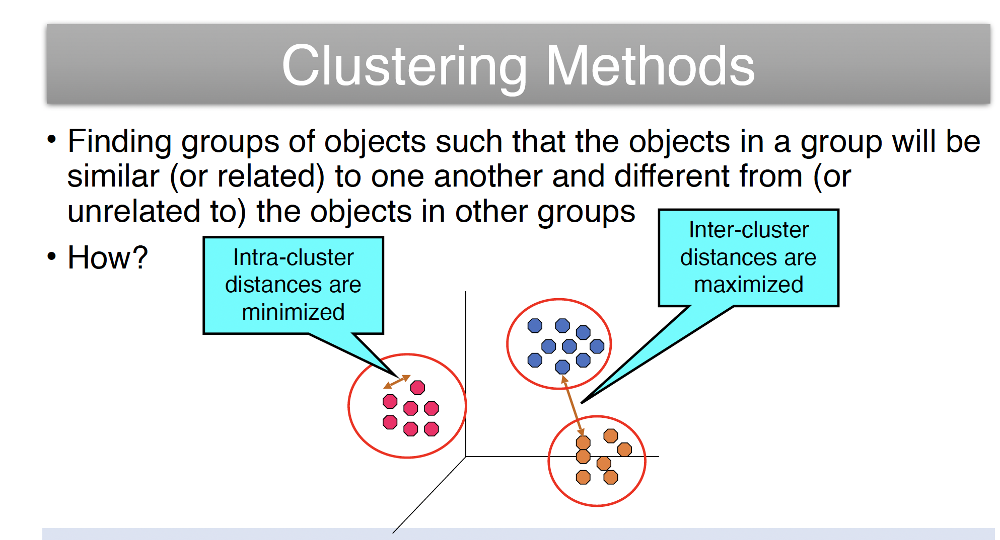 Clustering Methods
• Finding groups of objects such that the objects in a group will be
similar (or related) to one another and different from (or
unrelated to) the objects in other groups
• How?
Intra-cluster
distances are
minimized
Inter-cluster
distances are
maximized